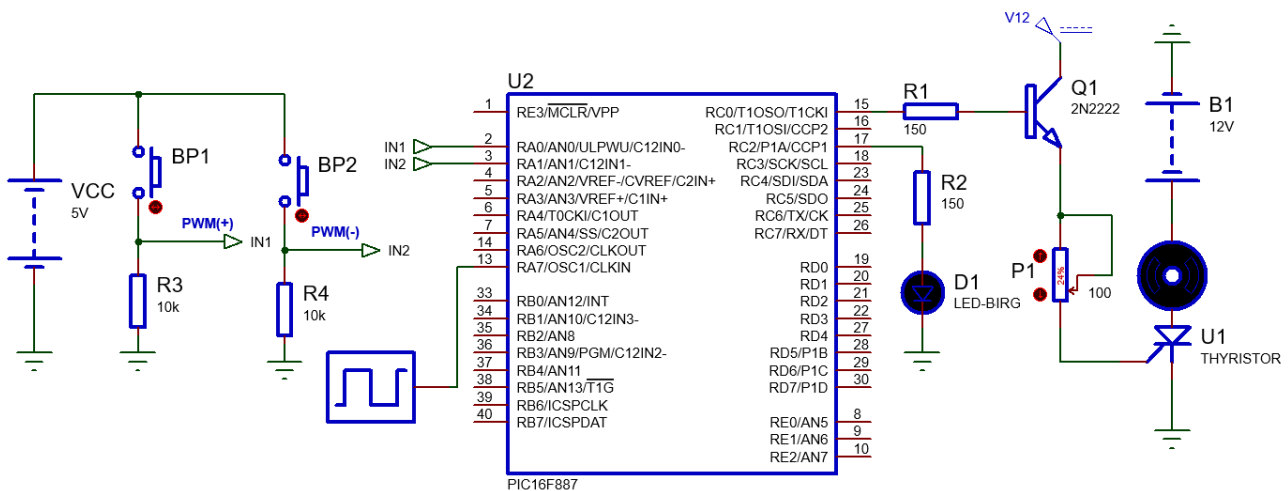 VCC
5V
BP1
PWM(+)
IN1
R3
10k
BP2
PWM(-)
IN2
R4
10k
IN1
IN2
U2
1 RE3/MCLR/VPP
2 RA0/AN0/ULPWU/C12IN0-
3 RA1/AN1/C12IN1-
4 RA2/AN2/VREF-/CVREF/C2IN+
5 RA3/AN3/VREF+/C1IN+
6 RA4/T0CKI/C1OUT
7 RA5/AN4/SS/C2OUT
14 RA6/OSC2/CLKOUT
13 RA7/OSC1/CLKIN
33 RB0/AN12/INT
34 RB1/AN10/C12IN3-
35 RB2/AN8
36 RB3/AN9/PGM/C12IN2-
37 RB4/AN11
38 RB5/AN13/T1G
39 RB6/ICSPCLK
40 RB7/ICSPDAT
RC0/T1OSO/T1CKI 15
RC1/T1OSI/CCP2 16
RC2/P1A/CCP1 17
RC3/SCK/SCL 18
RC4/SDI/SDA 23
RC5/SDO 24
RC6/TX/CK 25
RC7/RX/DT 26
RD0 19
RD1 20
RD2 21
RD3 22
RD4 27
RD5/P1B 28
RD6/P1C 29
RD7/P1D 30
RE0/AN5 8
RE1/AN6 9
RE2/AN7 10
PIC16F887
R1
150
R2
150
D1
LED-BIRG
V12
Q1
2N2222
P1
24%
100
B1
12V
U1
THYRISTOR